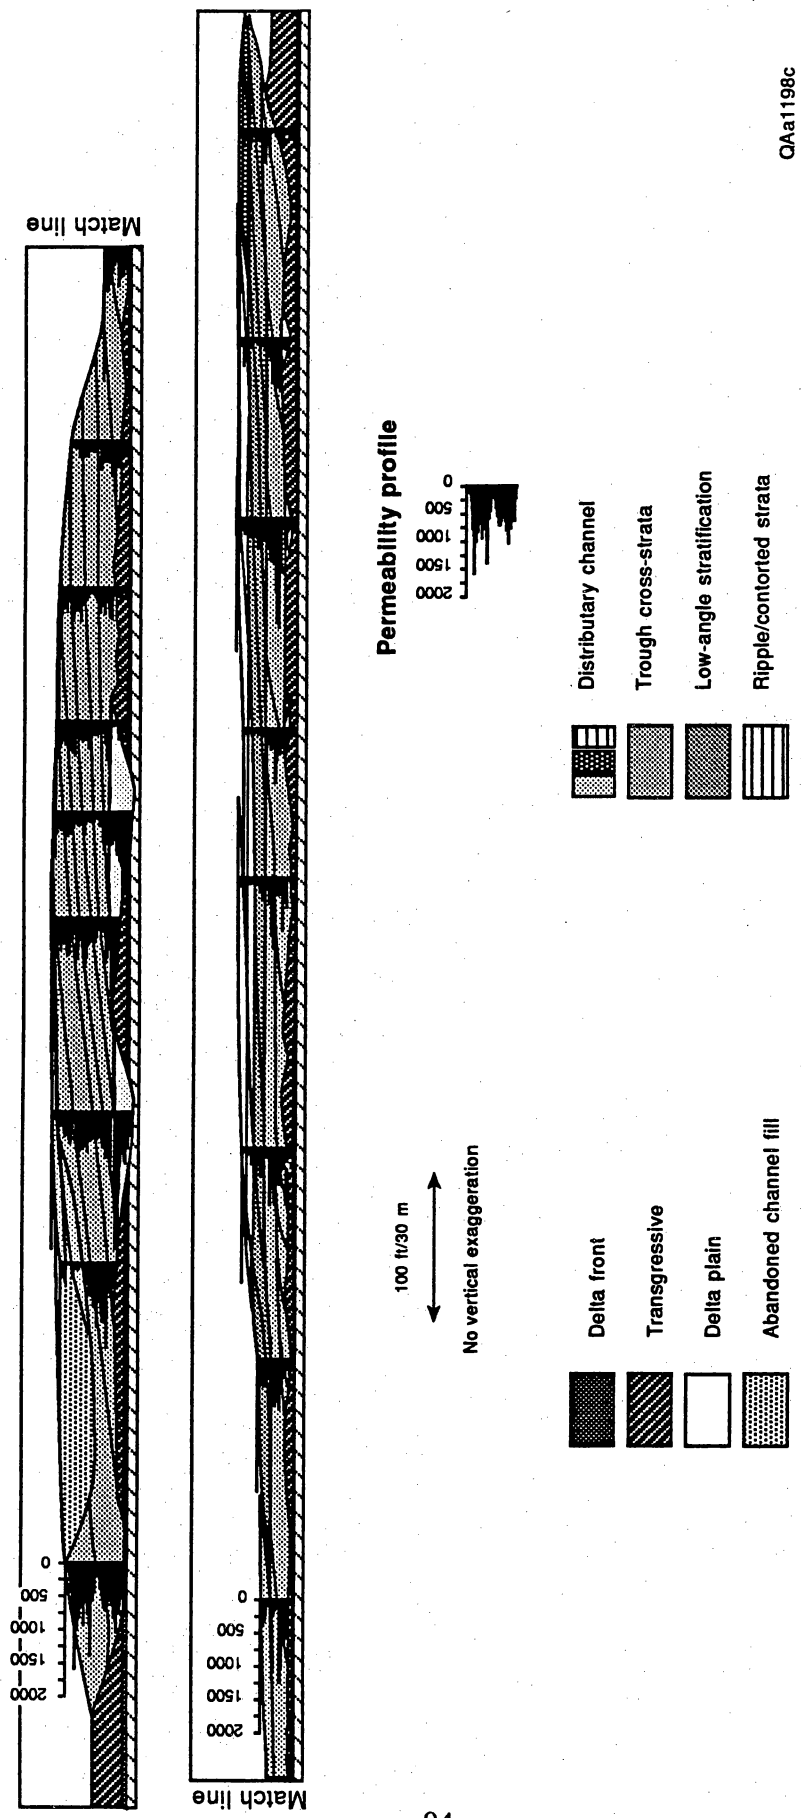 Match line
2000 1500 1000 500 0
Match line
2000 1500 1000 500 0
100 ft/30 m
No vertical exaggeration
Permeability profile
2000 1500 1000 500 0
Delta front
Transgressive
Delta plain
Abandoned channel fill
Distributary channel
Trough cross-strata
Low-angle stratification
Ripple/contorted strata
QAa1198c